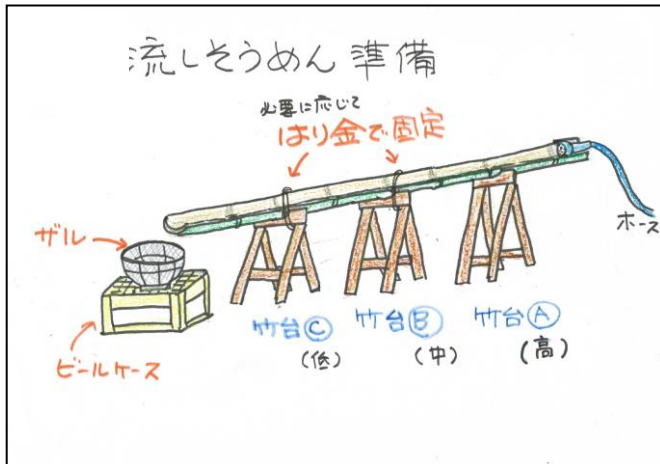 流しそうめん 準備
必要に応じて
はり金で固定
ホース
ザル
竹台Ⓒ
(低)
竹台Ⓑ
(中)
竹台Ⓐ
(高)
ビールケース